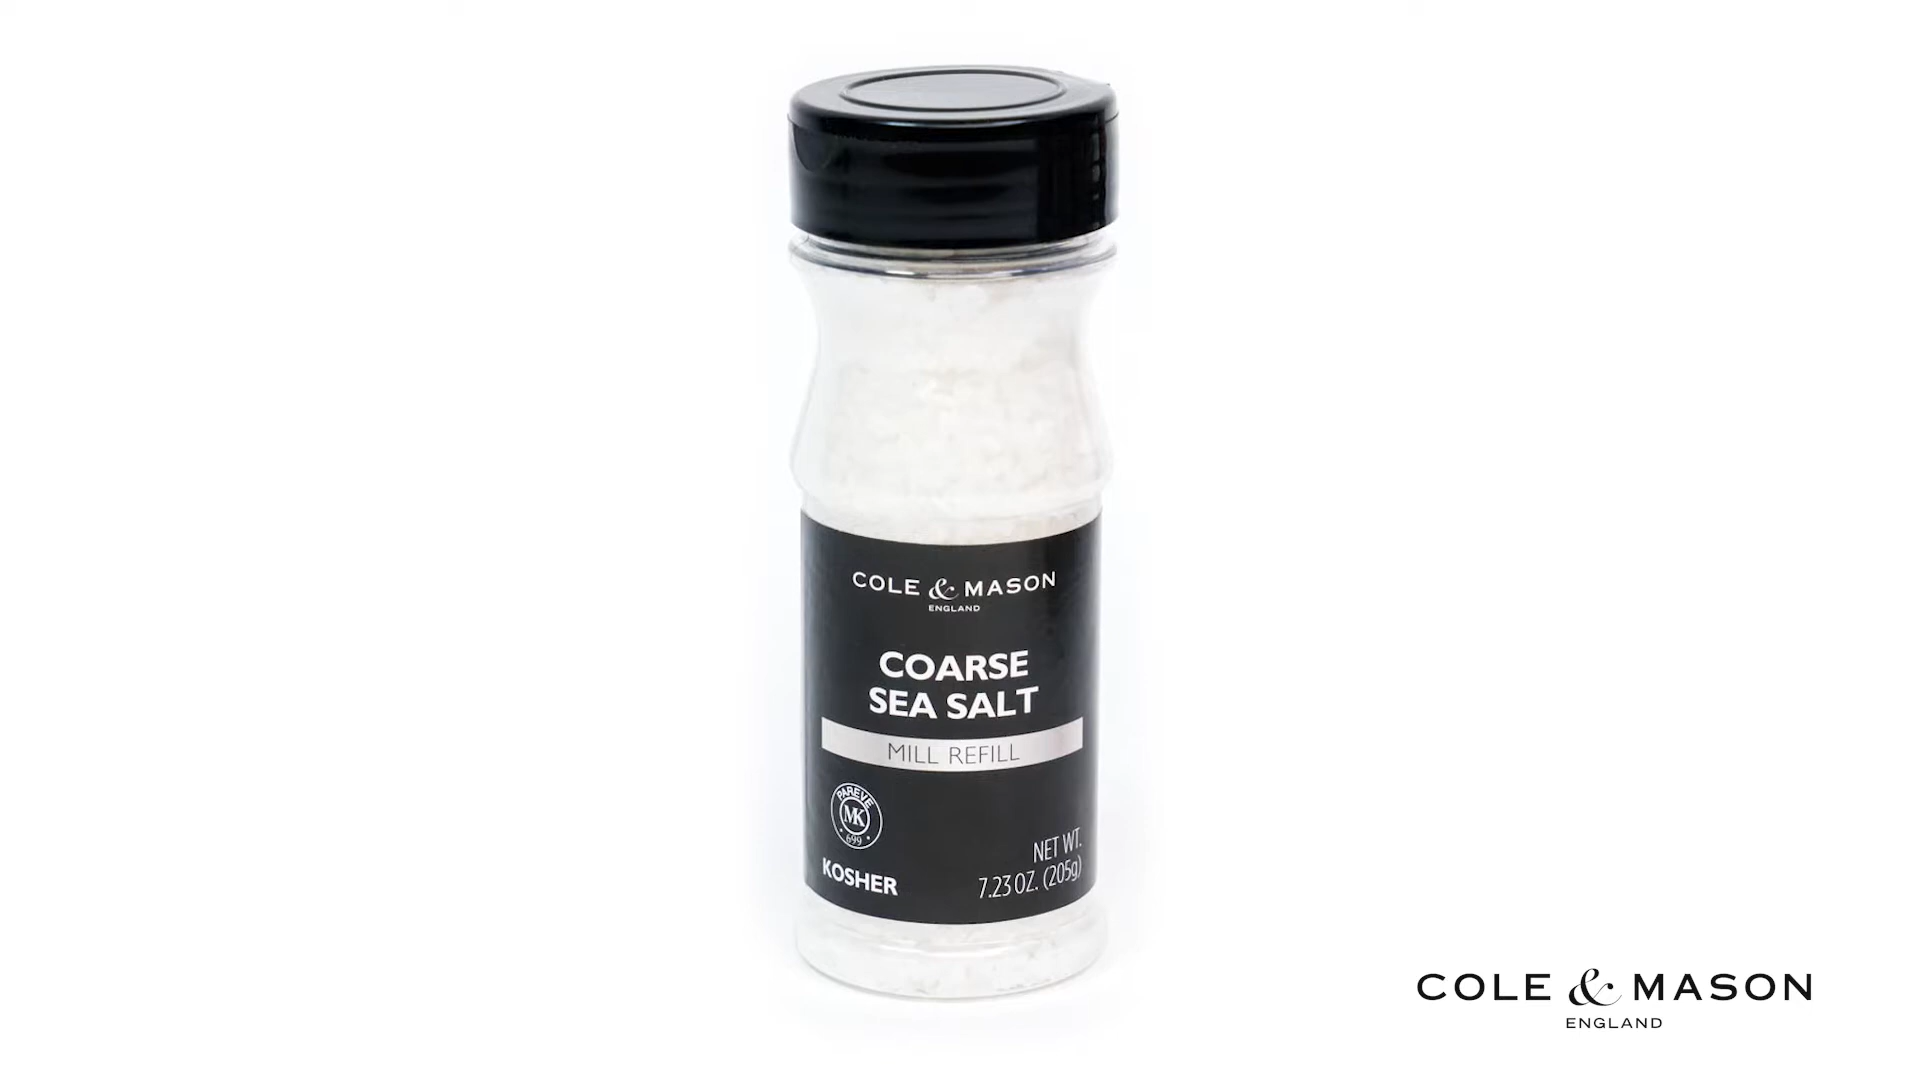 COLE & MASON
ENGLAND
COARSE
SEA SALT
MILL REFILL
PAREVE
MK
699
KOSHER
NET WT.
7.23 OZ. (205g)
COLE & MASON
ENGLAND